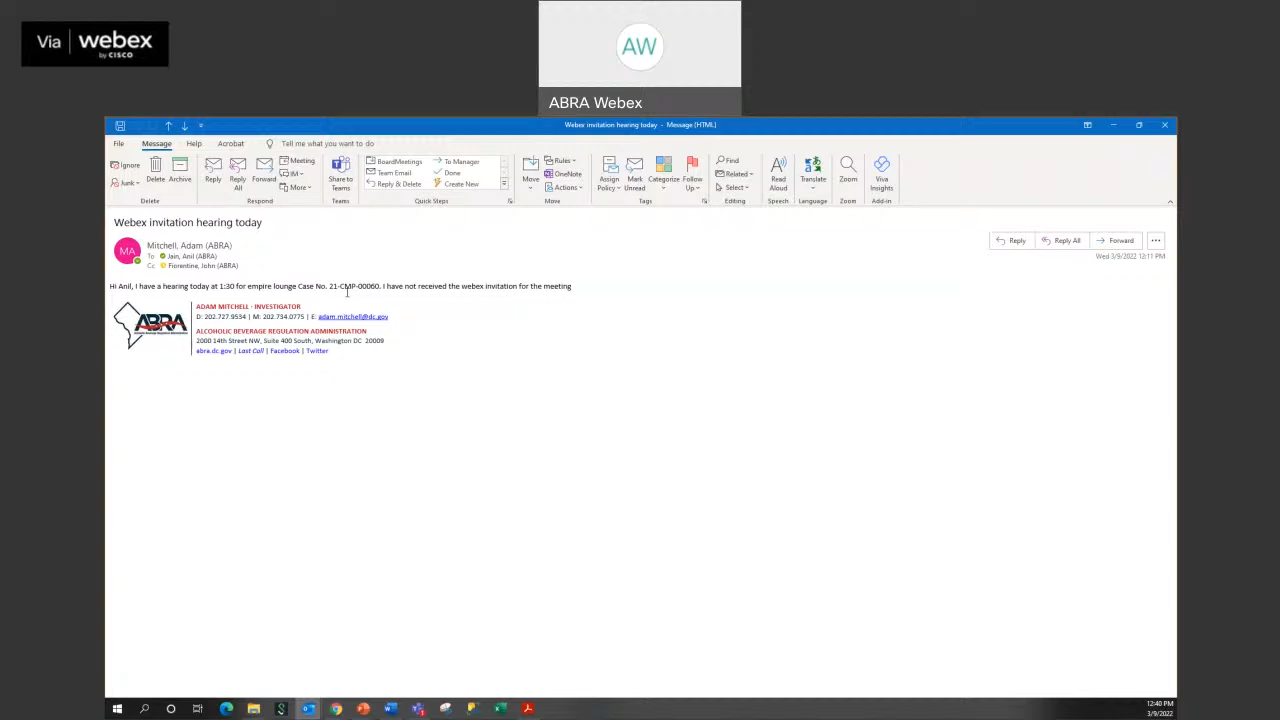 Via | webex
by CISCO
AW
ABRA Webex
Webex invitation hearing today - Message (HTML)
File Message Help Acrobat Tell me what you want to do
Ignore
Junk
Delete
Archive
Delete
Reply
Reply All
Forward
Meeting
IM
More
Respond
Share to Teams
Teams
BoardMeetings
Team Email
Reply & Delete
To Manager
Done
Create New
Quick Steps
Move
Rules
OneNote
Actions
Move
Assign Policy
Mark Unread
Categorize
Follow Up
Tags
Find
Related
Select
Editing
Read Aloud
Speech
Translate
Language
Zoom
Zoom
Viva Insights
Add-in
Webex invitation hearing today
MA
Mitchell, Adam (ABRA)
To Jain, Anil (ABRA)
Cc Fiorentine, John (ABRA)
Reply Reply All Forward
Wed 3/9/2022 12:11 PM
Hi Anil, I have a hearing today at 1:30 for empire lounge Case No. 21-CMP-00060. I have not received the webex invitation for the meeting
ABRA
ADAM MITCHELL - INVESTIGATOR
D: 202.727.9534 | M: 202.734.0775 | E: adam.mitchell@dc.gov
ALCOHOLIC BEVERAGE REGULATION ADMINISTRATION
2000 14th Street NW, Suite 400 South, Washington DC 20009
abra.dc.gov | Last Call | Facebook | Twitter
12:40 PM
3/9/2022